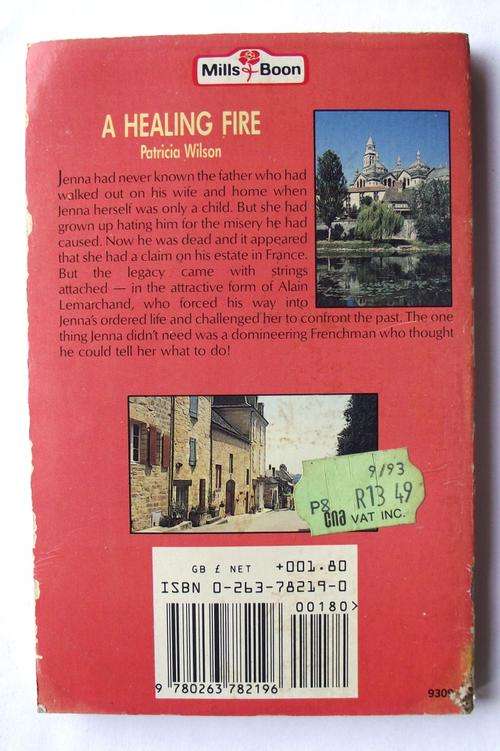 Mills & Boon
A HEALING FIRE
Patricia Wilson
Jenna had never known the father who had
walked out on his wife and home when
Jenna herself was only a child. But she had
grown up hating him for the misery he had
caused. Now he was dead and it appeared
that she had a claim on his estate in France.
But the legacy came with strings
attached — in the attractive form of Alain
Lemarchand, who forced his way into
Jenna's ordered life and challenged her to confront the past. The one
thing Jenna didn't need was a domineering Frenchman who thought
he could tell her what to do!
9/93
P8 R13 49
cna VAT INC.
GB £ NET +001.80
ISBN 0-263-78219-0
00180>
9 780263 782196